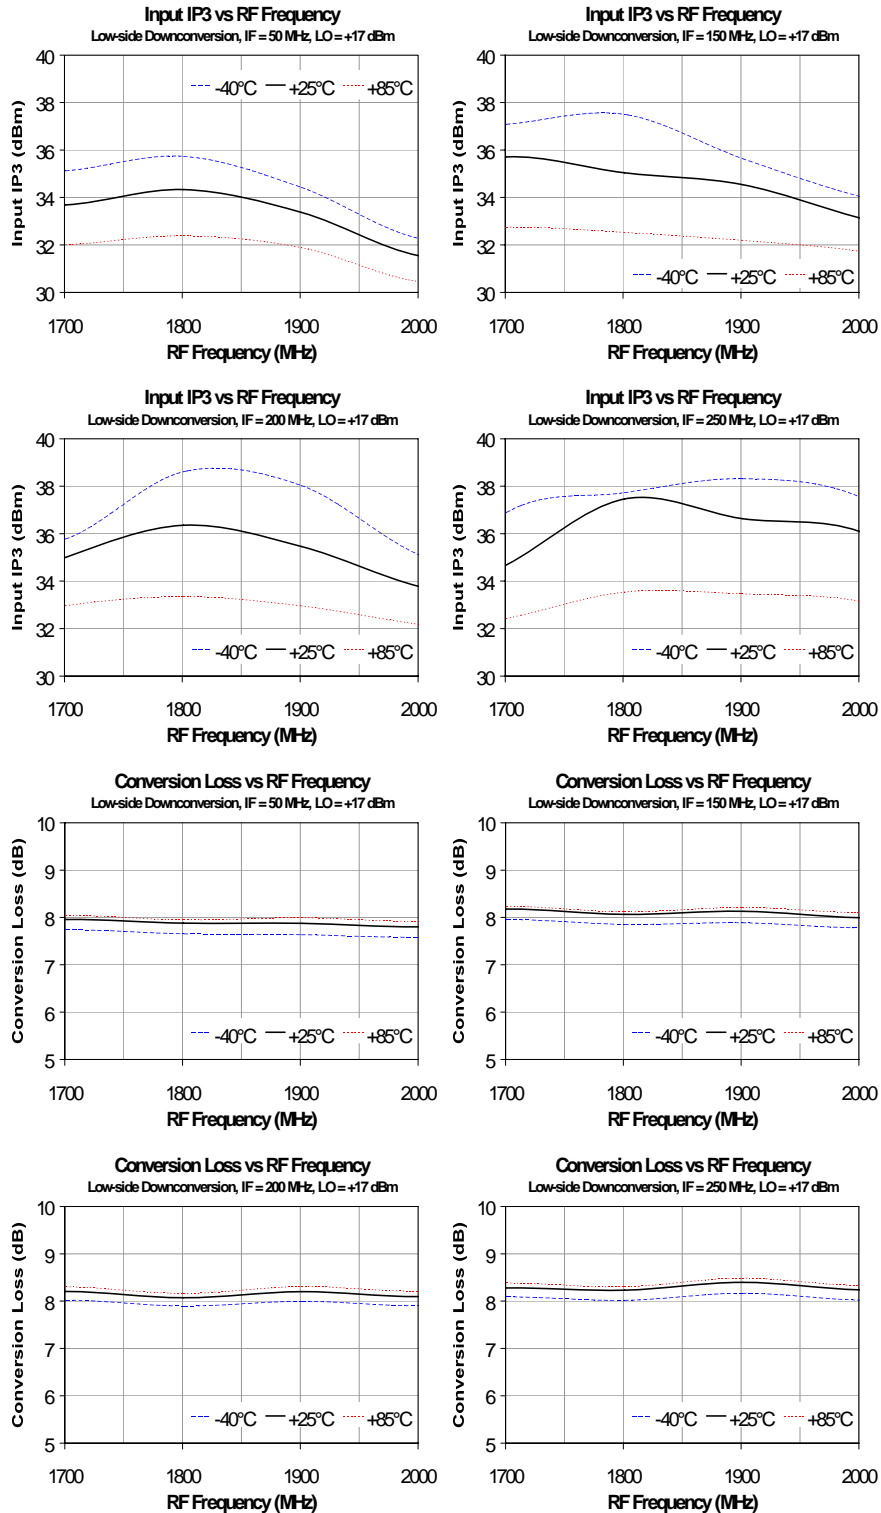 Input IP3 vs RF Frequency
Low-side Downconversion, IF = 50 MHz, LO = +17 dBm
40
38
36
34
32
30
Input IP3 (dBm)
-40°C +25°C +85°C
1700 1800 1900 2000
RF Frequency (MHz)
Input IP3 vs RF Frequency
Low-side Downconversion, IF = 150 MHz, LO = +17 dBm
40
38
36
34
32
30
Input IP3 (dBm)
-40°C +25°C +85°C
1700 1800 1900 2000
RF Frequency (MHz)
Input IP3 vs RF Frequency
Low-side Downconversion, IF = 200 MHz, LO = +17 dBm
40
38
36
34
32
30
Input IP3 (dBm)
-40°C +25°C +85°C
1700 1800 1900 2000
RF Frequency (MHz)
Input IP3 vs RF Frequency
Low-side Downconversion, IF = 250 MHz, LO = +17 dBm
40
38
36
34
32
30
Input IP3 (dBm)
-40°C +25°C +85°C
1700 1800 1900 2000
RF Frequency (MHz)
Conversion Loss vs RF Frequency
Low-side Downconversion, IF = 50 MHz, LO = +17 dBm
10
9
8
7
6
5
Conversion Loss (dB)
-40°C +25°C +85°C
1700 1800 1900 2000
RF Frequency (MHz)
Conversion Loss vs RF Frequency
Low-side Downconversion, IF = 150 MHz, LO = +17 dBm
10
9
8
7
6
5
Conversion Loss (dB)
-40°C +25°C +85°C
1700 1800 1900 2000
RF Frequency (MHz)
Conversion Loss vs RF Frequency
Low-side Downconversion, IF = 200 MHz, LO = +17 dBm
10
9
8
7
6
5
Conversion Loss (dB)
-40°C +25°C +85°C
1700 1800 1900 2000
RF Frequency (MHz)
Conversion Loss vs RF Frequency
Low-side Downconversion, IF = 250 MHz, LO = +17 dBm
10
9
8
7
6
5
Conversion Loss (dB)
-40°C +25°C +85°C
1700 1800 1900 2000
RF Frequency (MHz)